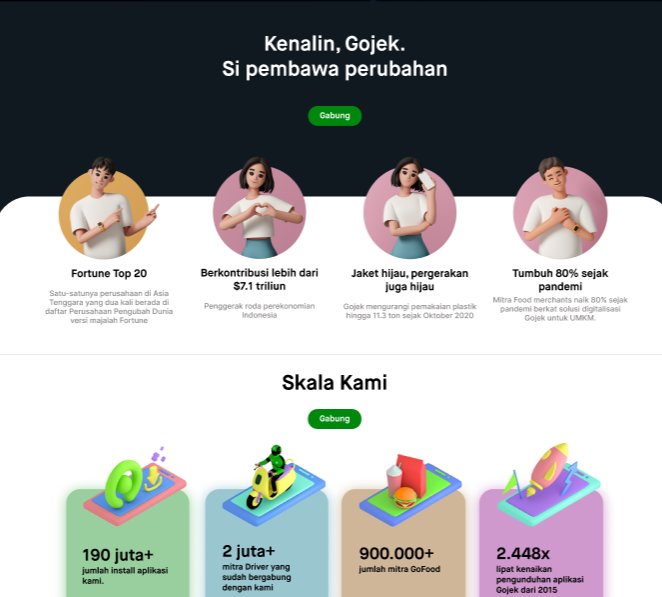 Kenalin, Gojek.
Si pembawa perubahan
Gabung
Fortune Top 20
Satu-satunya perusahaan di Asia
Tenggara yang dua kali berada di
daftar Perusahaan Pengubah Dunia
versi majalah Fortune
Berkontribusi lebih dari
$7.1 triliun
Penggerak roda perekonomian
Indonesia
Jaket hijau, pergerakan
juga hijau
Gojek mengurangi pemakaian plastik
hingga 11.3 ton sejak Oktober 2020
Tumbuh 80% sejak
pandemi
Mitra Food merchants naik 80% sejak
pandemi berkat solusi digitalisasi
Gojek untuk UMKM.
Skala Kami
Gabung
190 juta+
jumlah install aplikasi
kami.
2 juta+
mitra Driver yang
sudah bergabung
dengan kami
900.000+
jumlah mitra GoFood
2.448x
lipat kenaikan
pengunduhan aplikasi
Gojek dari 2015